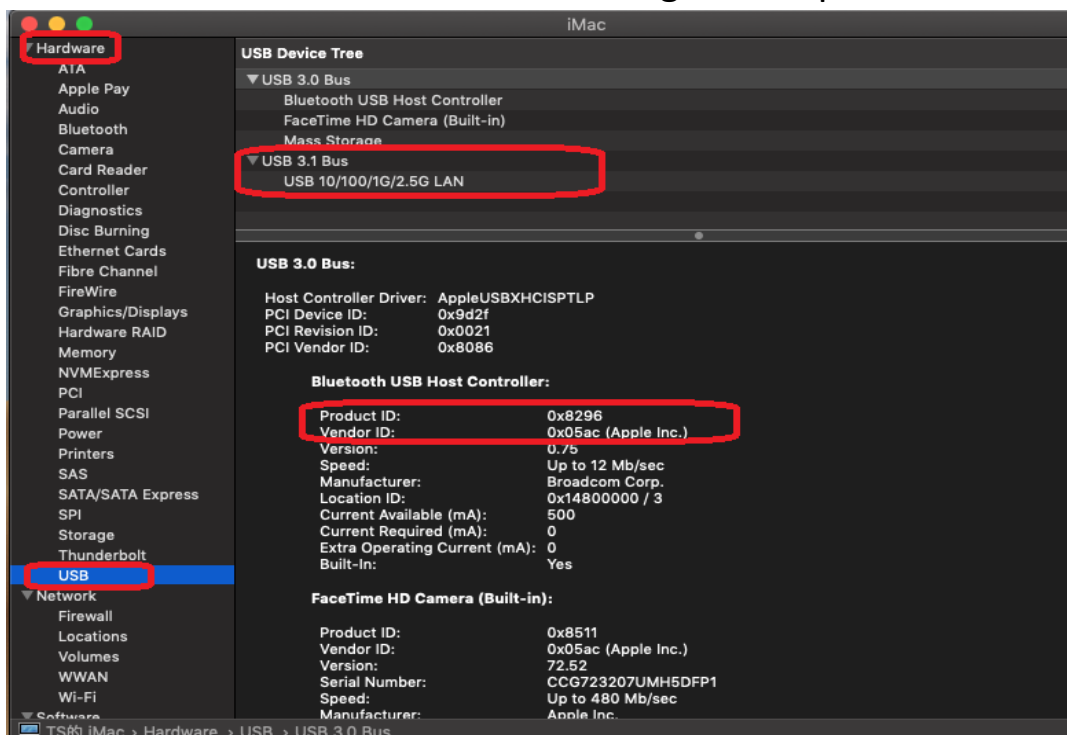 iMac
Hardware
ATA
Apple Pay
Audio
Bluetooth
Camera
Card Reader
Controller
Diagnostics
Disc Burning
Ethernet Cards
Fibre Channel
FireWire
Graphics/Displays
Hardware RAID
Memory
NVMExpress
PCI
Parallel SCSI
Power
Printers
SAS
SATA/SATA Express
SPI
Storage
Thunderbolt
USB
Network
Firewall
Locations
Volumes
WWAN
Wi-Fi
Software
USB Device Tree
USB 3.0 Bus
Bluetooth USB Host Controller
FaceTime HD Camera (Built-in)
Mass Storage
USB 3.1 Bus
USB 10/100/1G/2.5G LAN
USB 3.0 Bus:
Host Controller Driver: AppleUSBXHCISPTLP
PCI Device ID: 0x9d2f
PCI Revision ID: 0x0021
PCI Vendor ID: 0x8086
Bluetooth USB Host Controller:
Product ID: 0x8296
Vendor ID: 0x05ac (Apple Inc.)
Version: 0.75
Speed: Up to 12 Mb/sec
Manufacturer: Broadcom Corp.
Location ID: 0x14800000 / 3
Current Available (mA): 500
Current Required (mA): 0
Extra Operating Current (mA): 0
Built-In: Yes
FaceTime HD Camera (Built-in):
Product ID: 0x8511
Vendor ID: 0x05ac (Apple Inc.)
Version: 72.52
Serial Number: CCG723207UMH5DFP1
Speed: Up to 480 Mb/sec
Manufacturer: Apple Inc.
TS的 iMac › Hardware › USB › USB 3.0 Bus